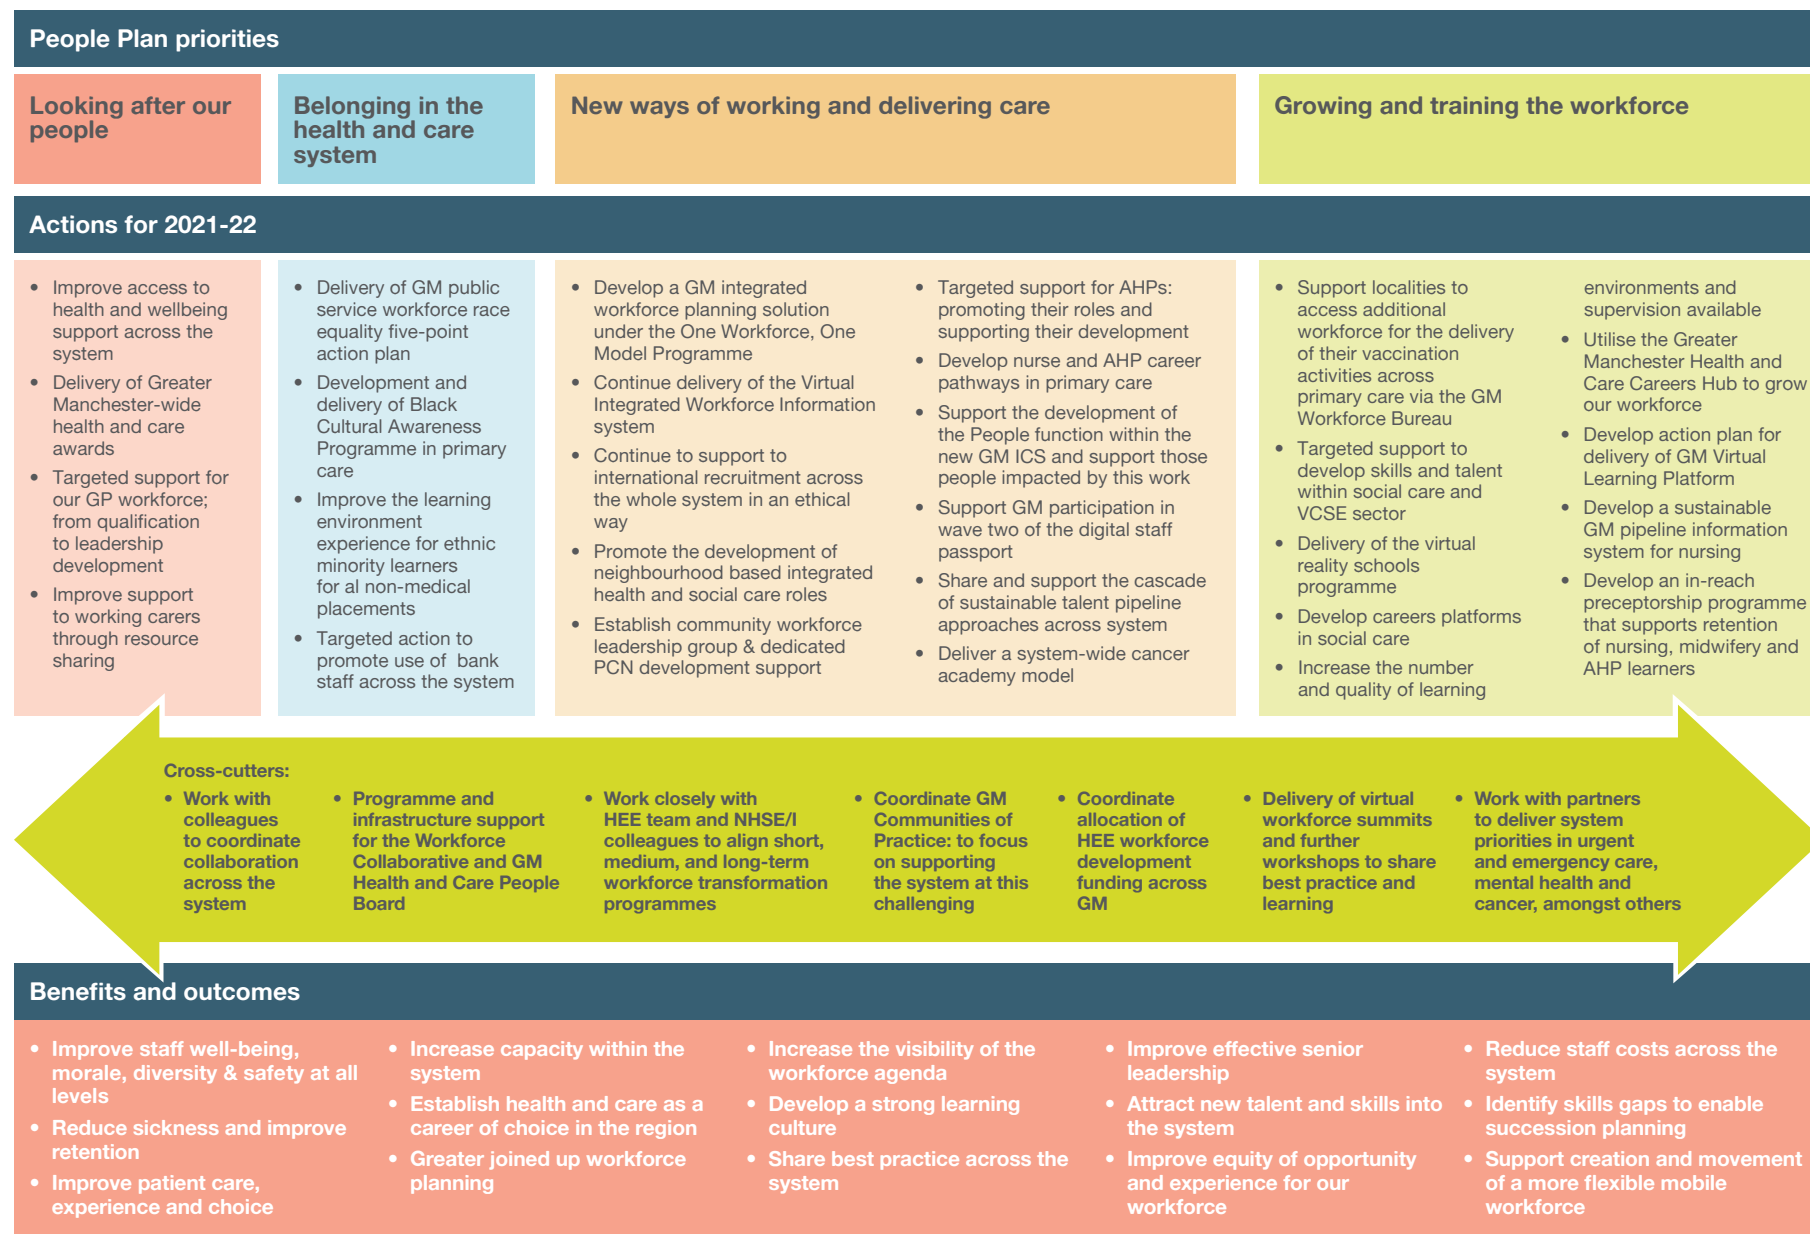 People Plan priorities
Looking after our
people
Belonging in the
health and care
system
New ways of working and delivering care
Growing and training the workforce
Actions for 2021-22
• Improve access to
health and wellbeing
support across the
system
• Delivery of Greater
Manchester-wide
health and care
awards
• Targeted support for
our GP workforce;
from qualification
to leadership
development
• Improve support
to working carers
through resource
sharing
• Delivery of GM public
service workforce race
equality five-point
action plan
• Development and
delivery of Black
Cultural Awareness
Programme in primary
care
• Improve the learning
environment
experience for ethnic
minority learners
for al non-medical
placements
• Targeted action to
promote use of  bank
staff across the system
• Develop a GM integrated
workforce planning solution
under the One Workforce, One
Model Programme
• Continue delivery of the Virtual
Integrated Workforce Information
system
• Continue to support to
international recruitment across
the whole system in an ethical
way
• Promote the development of
neighbourhood based integrated
health and social care roles
• Establish community workforce
leadership group & dedicated
PCN development support
• Targeted support for AHPs:
promoting their roles and
supporting their development
• Develop nurse and AHP career
pathways in primary care
• Support the development of
the People function within the
new GM ICS and support those
people impacted by this work
• Support GM participation in
wave two of the digital staff
passport
• Share and support the cascade
of sustainable talent pipeline
approaches across system
• Deliver a system-wide cancer
academy model
• Support localities to
access additional
workforce for the delivery
of their vaccination
activities across
primary care via the GM
Workforce Bureau
• Targeted support to
develop skills and talent
within social care and
VCSE sector
• Delivery of the virtual
reality schools
programme
• Develop careers platforms
in social care
• Increase the number
and quality of learning
environments and
supervision available
• Utilise the Greater
Manchester Health and
Care Careers Hub to grow
our workforce
• Develop action plan for
delivery of GM Virtual
Learning Platform
• Develop a sustainable
GM pipeline information
system for nursing
• Develop an in-reach
preceptorship programme
that supports retention
of nursing, midwifery and
AHP learners
Cross-cutters:
• Work with
colleagues
to coordinate
collaboration
across the
system
• Programme and
infrastructure support
for the Workforce
Collaborative and GM
Health and Care People
Board
• Work closely with
HEE team and NHSE/I
colleagues to align short,
medium, and long-term
workforce transformation
programmes
• Coordinate GM
Communities of
Practice: to focus
on supporting
the system at this
challenging
• Coordinate
allocation of
HEE workforce
development
funding across
GM
• Delivery of virtual
workforce summits
and further
workshops to share
best practice and
learning
• Work with partners
to deliver system
priorities in urgent
and emergency care,
mental health and
cancer, amongst others
Benefits and outcomes
• Improve staff well-being,
morale, diversity & safety at all
levels
• Reduce sickness and improve
retention
• Improve patient care,
experience and choice
• Increase capacity within the
system
• Establish health and care as a
career of choice in the region
• Greater joined up workforce
planning
• Increase the visibility of the
workforce agenda
• Develop a strong learning
culture
• Share best practice across the
system
• Improve effective senior
leadership
• Attract new talent and skills into
the system
• Improve equity of opportunity
and experience for our
workforce
• Reduce staff costs across the
system
• Identify skills gaps to enable
succession planning
• Support creation and movement
of a more flexible mobile
workforce